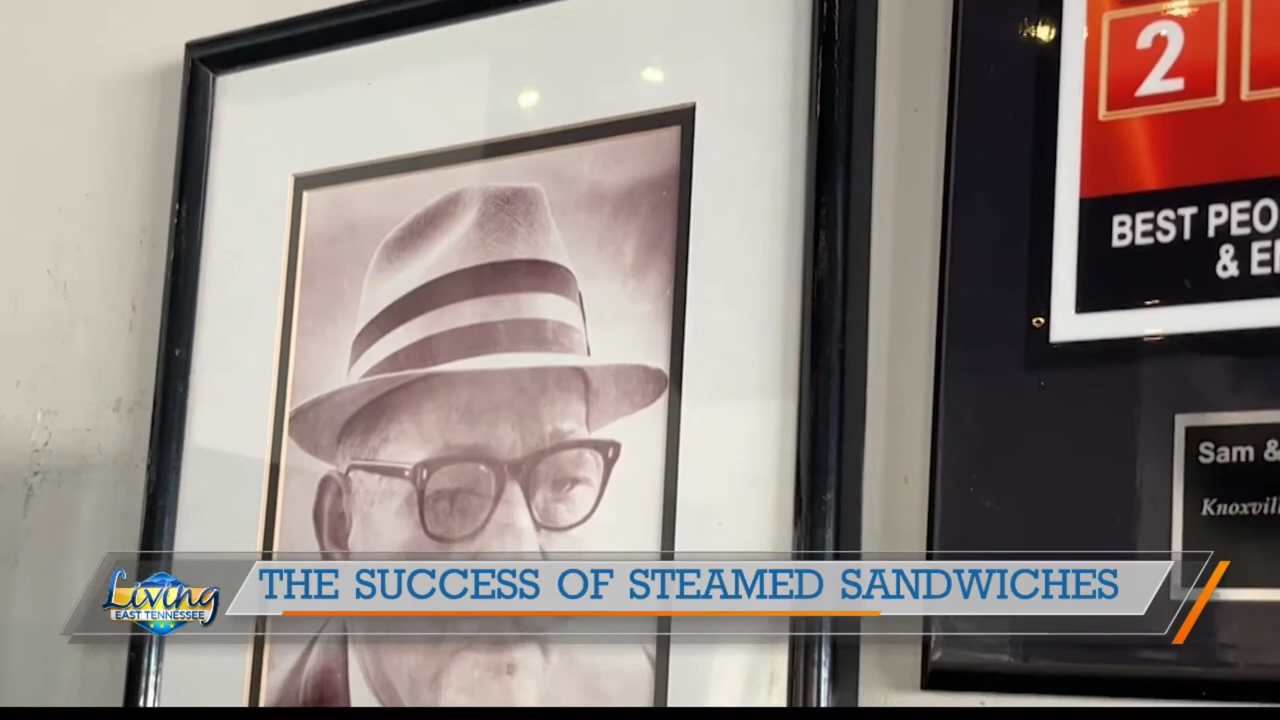 2
BEST PEO
& E
Sam &
Knoxvil
Living
EAST TENNESSEE
THE SUCCESS OF STEAMED SANDWICHES